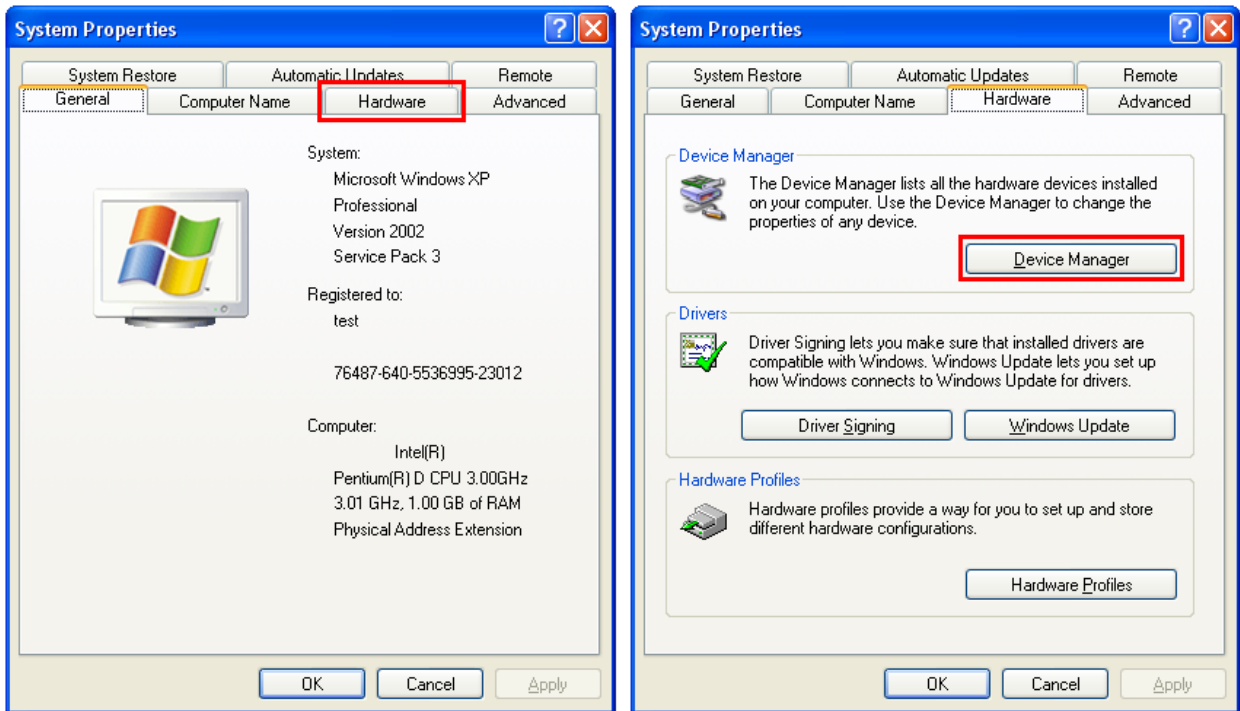 System Properties
System Restore
Automatic Updates
Remote
General
Computer Name
Hardware
Advanced
System:
Microsoft Windows XP
Professional
Version 2002
Service Pack 3
Registered to:
test
76487-640-5536995-23012
Computer:
Intel(R)
Pentium(R) D CPU 3.00GHz
3.01 GHz, 1.00 GB of RAM
Physical Address Extension
OK
Cancel
Apply
System Properties
System Restore
Automatic Updates
Remote
General
Computer Name
Hardware
Advanced
Device Manager
The Device Manager lists all the hardware devices installed
on your computer. Use the Device Manager to change the
properties of any device.
Device Manager
Drivers
Driver Signing lets you make sure that installed drivers are
compatible with Windows. Windows Update lets you set up
how Windows connects to Windows Update for drivers.
Driver Signing
Windows Update
Hardware Profiles
Hardware profiles provide a way for you to set up and store
different hardware configurations.
Hardware Profiles
OK
Cancel
Apply